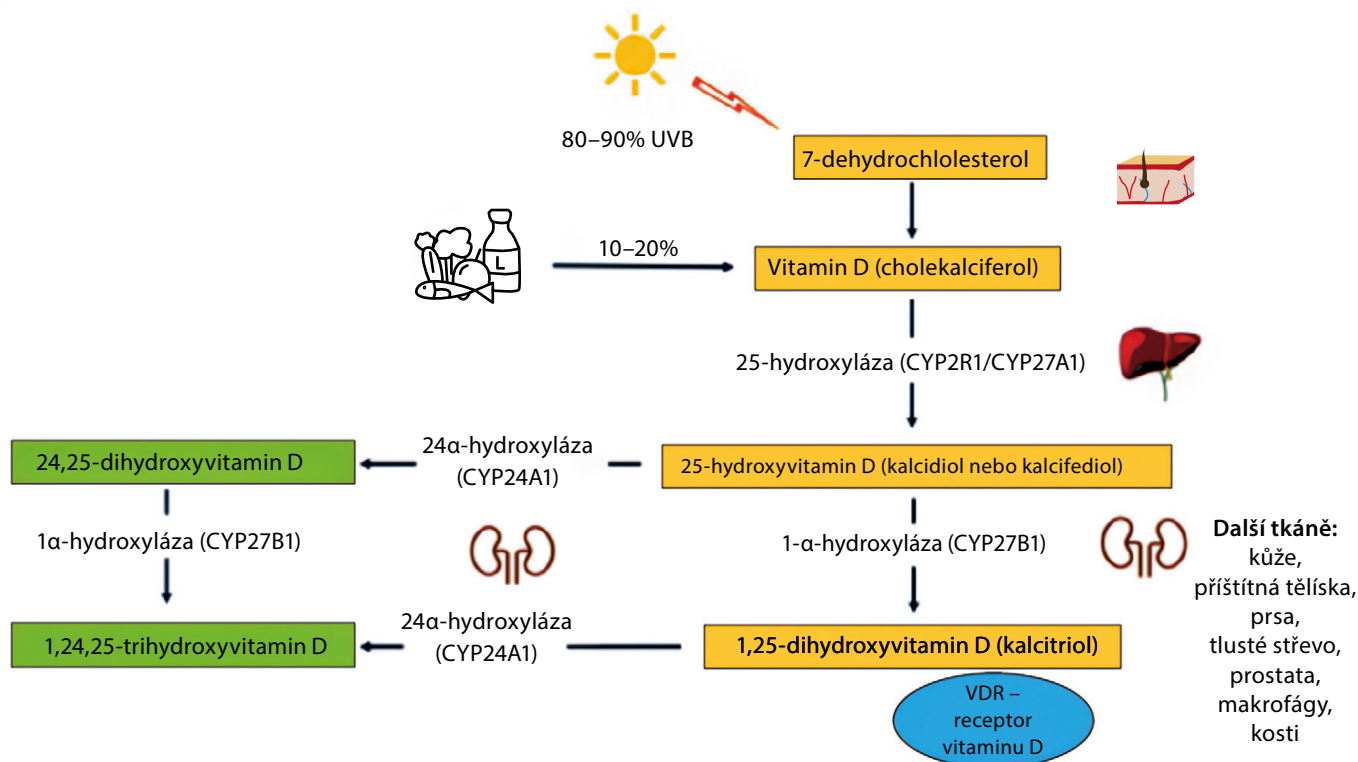 80–90% UVB
7-dehydrochlolesterol
10–20%
L
Vitamin D (cholekalciferol)
25-hydroxyláza (CYP2R1/CYP27A1)
24,25-dihydroxyvitamin D
24α-hydroxyláza
(CYP24A1)
25-hydroxyvitamin D (kalcidiol nebo kalcifediol)
1α-hydroxyláza (CYP27B1)
1-α-hydroxyláza (CYP27B1)
Další tkáně:
kůže,
příštítná tělíska,
prsa,
tlusté střevo,
prostata,
makrofágy,
kosti
1,24,25-trihydroxyvitamin D
24α-hydroxyláza
(CYP24A1)
1,25-dihydroxyvitamin D (kalcitriol)
VDR –
receptor
vitaminu D